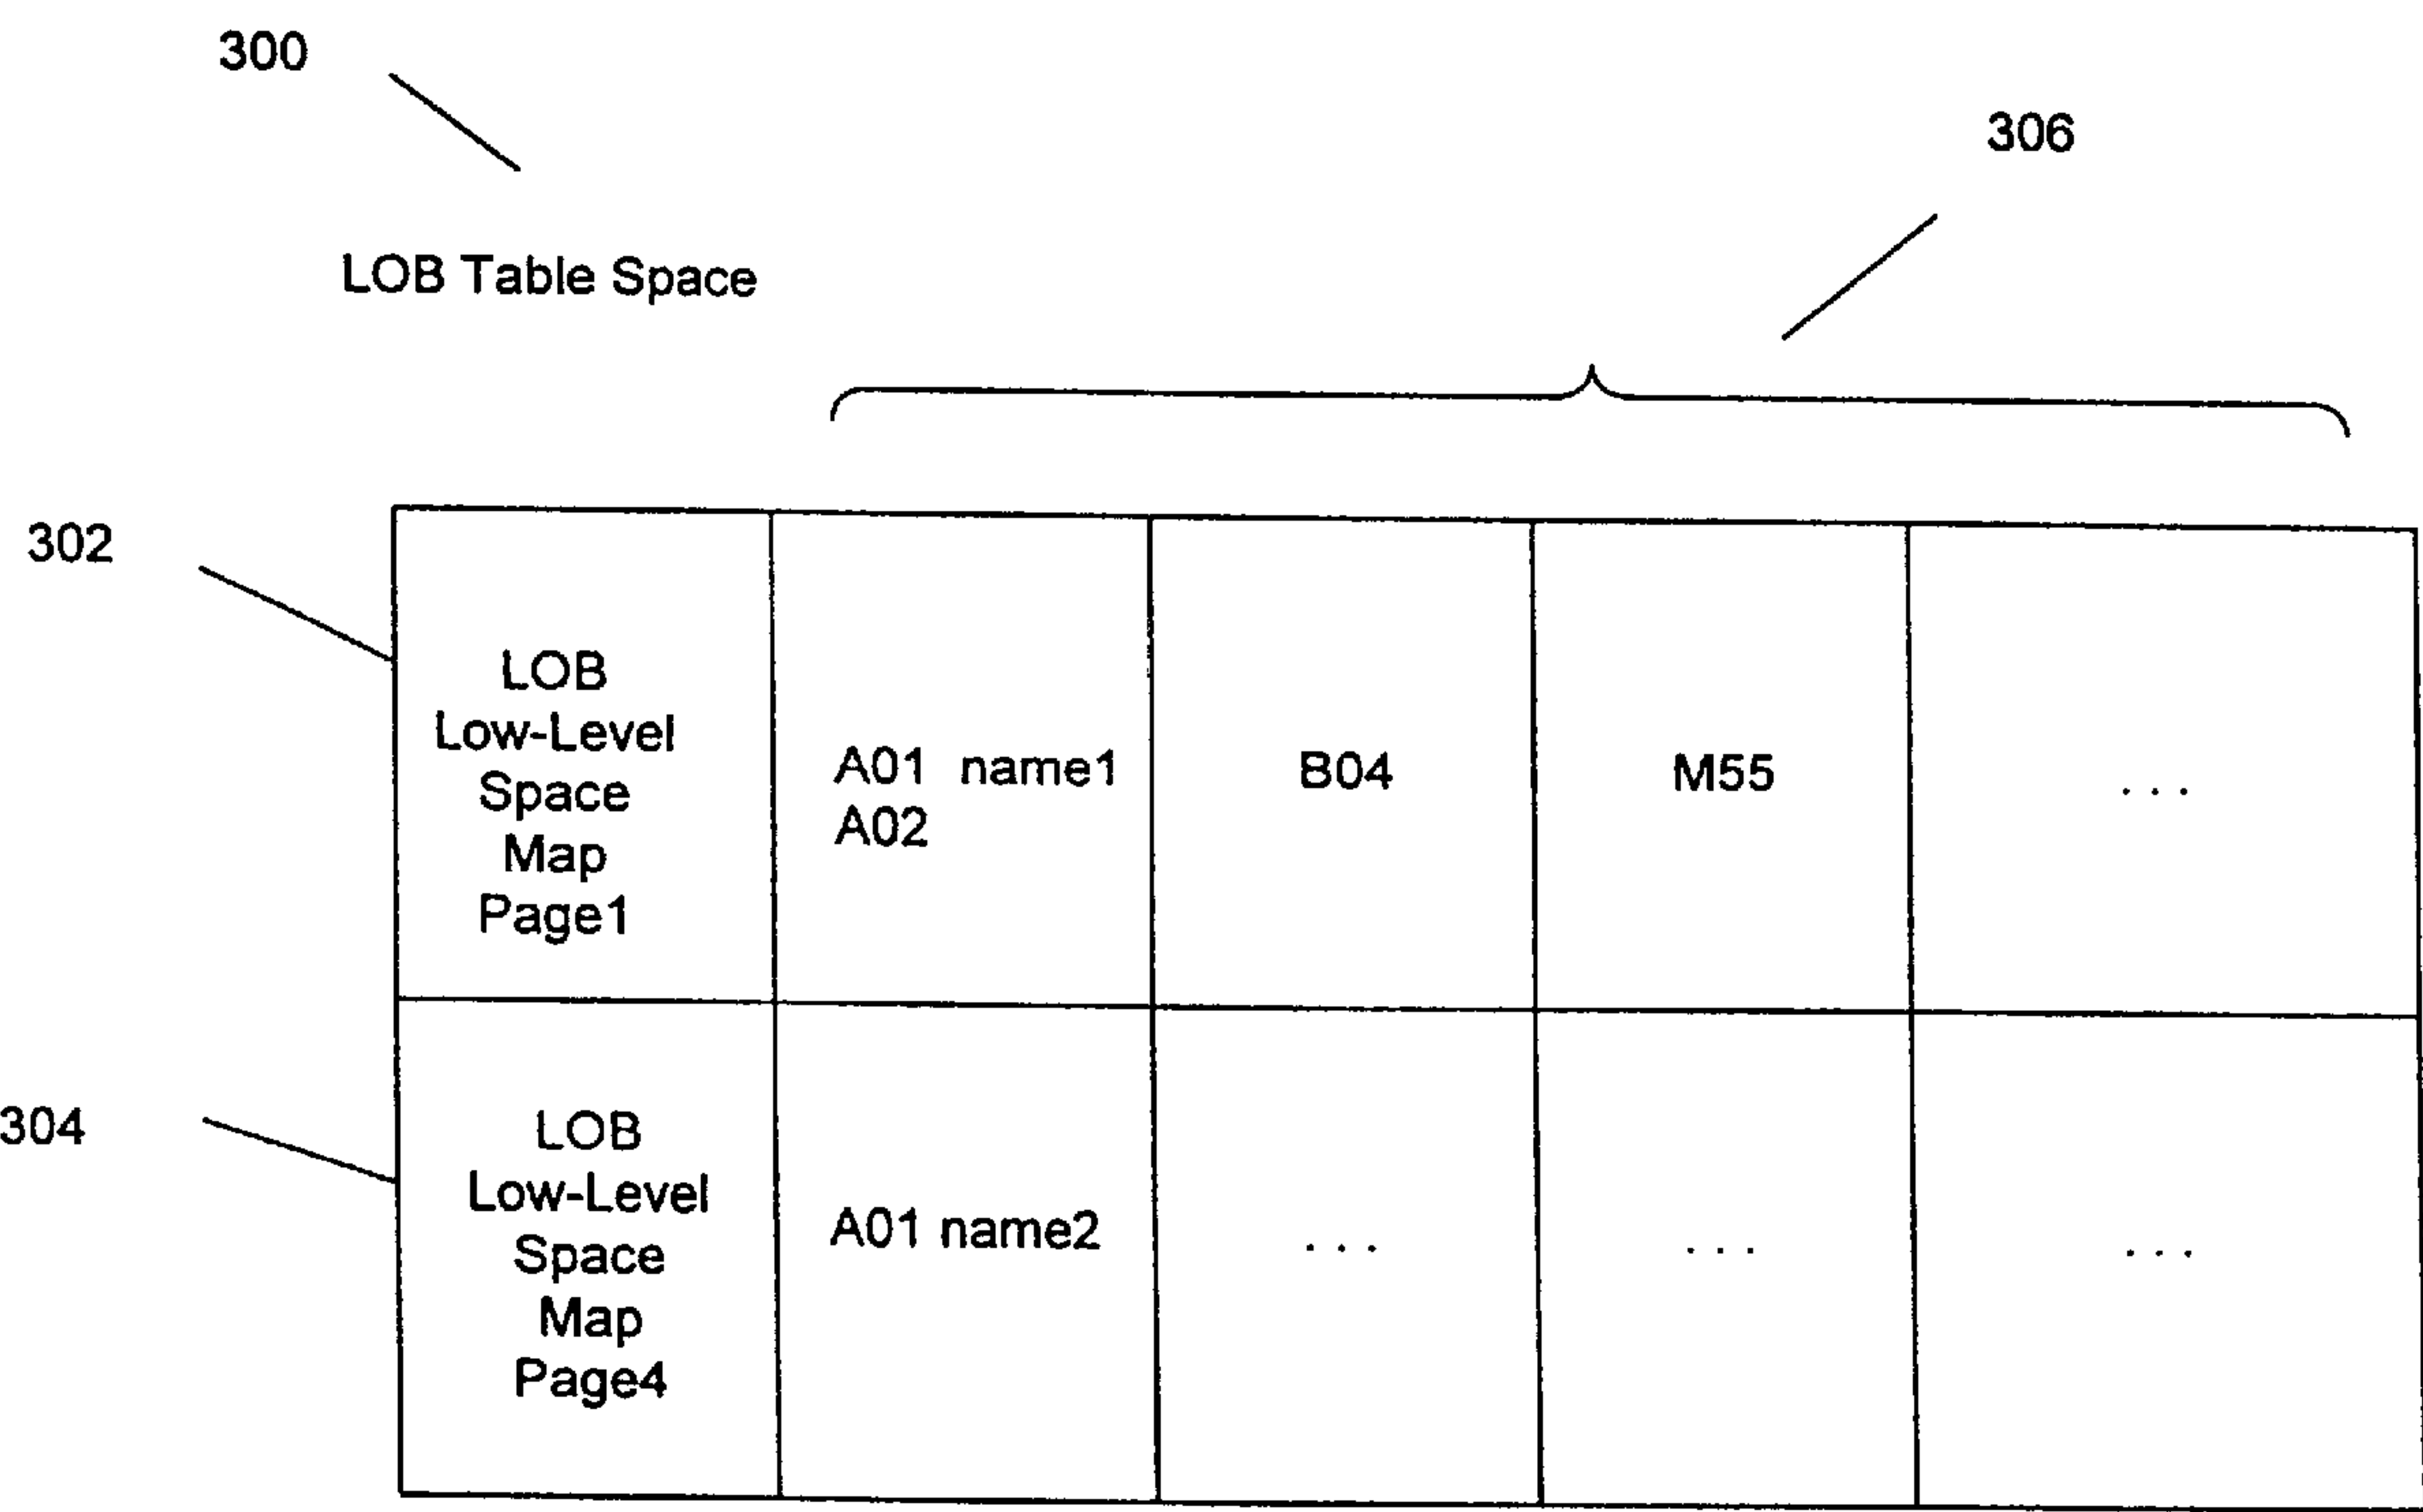 300
306
LOB Table Space
302
LOB
Low-Level
Space
Map
Page1
A01 name1
A02
B04
M55
...
304
LOB
Low-Level
Space
Map
Page4
A01 name2
...
...
...